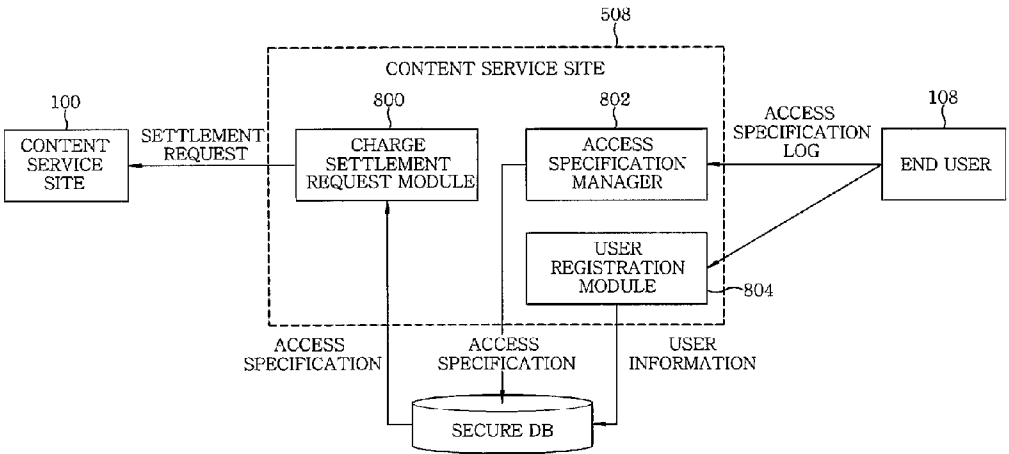 508
CONTENT SERVICE SITE
100
CONTENT
SERVICE
SITE
SETTLEMENT
REQUEST
800
CHARGE
SETTLEMENT
REQUEST MODULE
802
ACCESS
SPECIFICATION
MANAGER
ACCESS
SPECIFICATION
LOG
108
END USER
USER
REGISTRATION
MODULE
804
ACCESS
SPECIFICATION
ACCESS
SPECIFICATION
USER
INFORMATION
SECURE DB